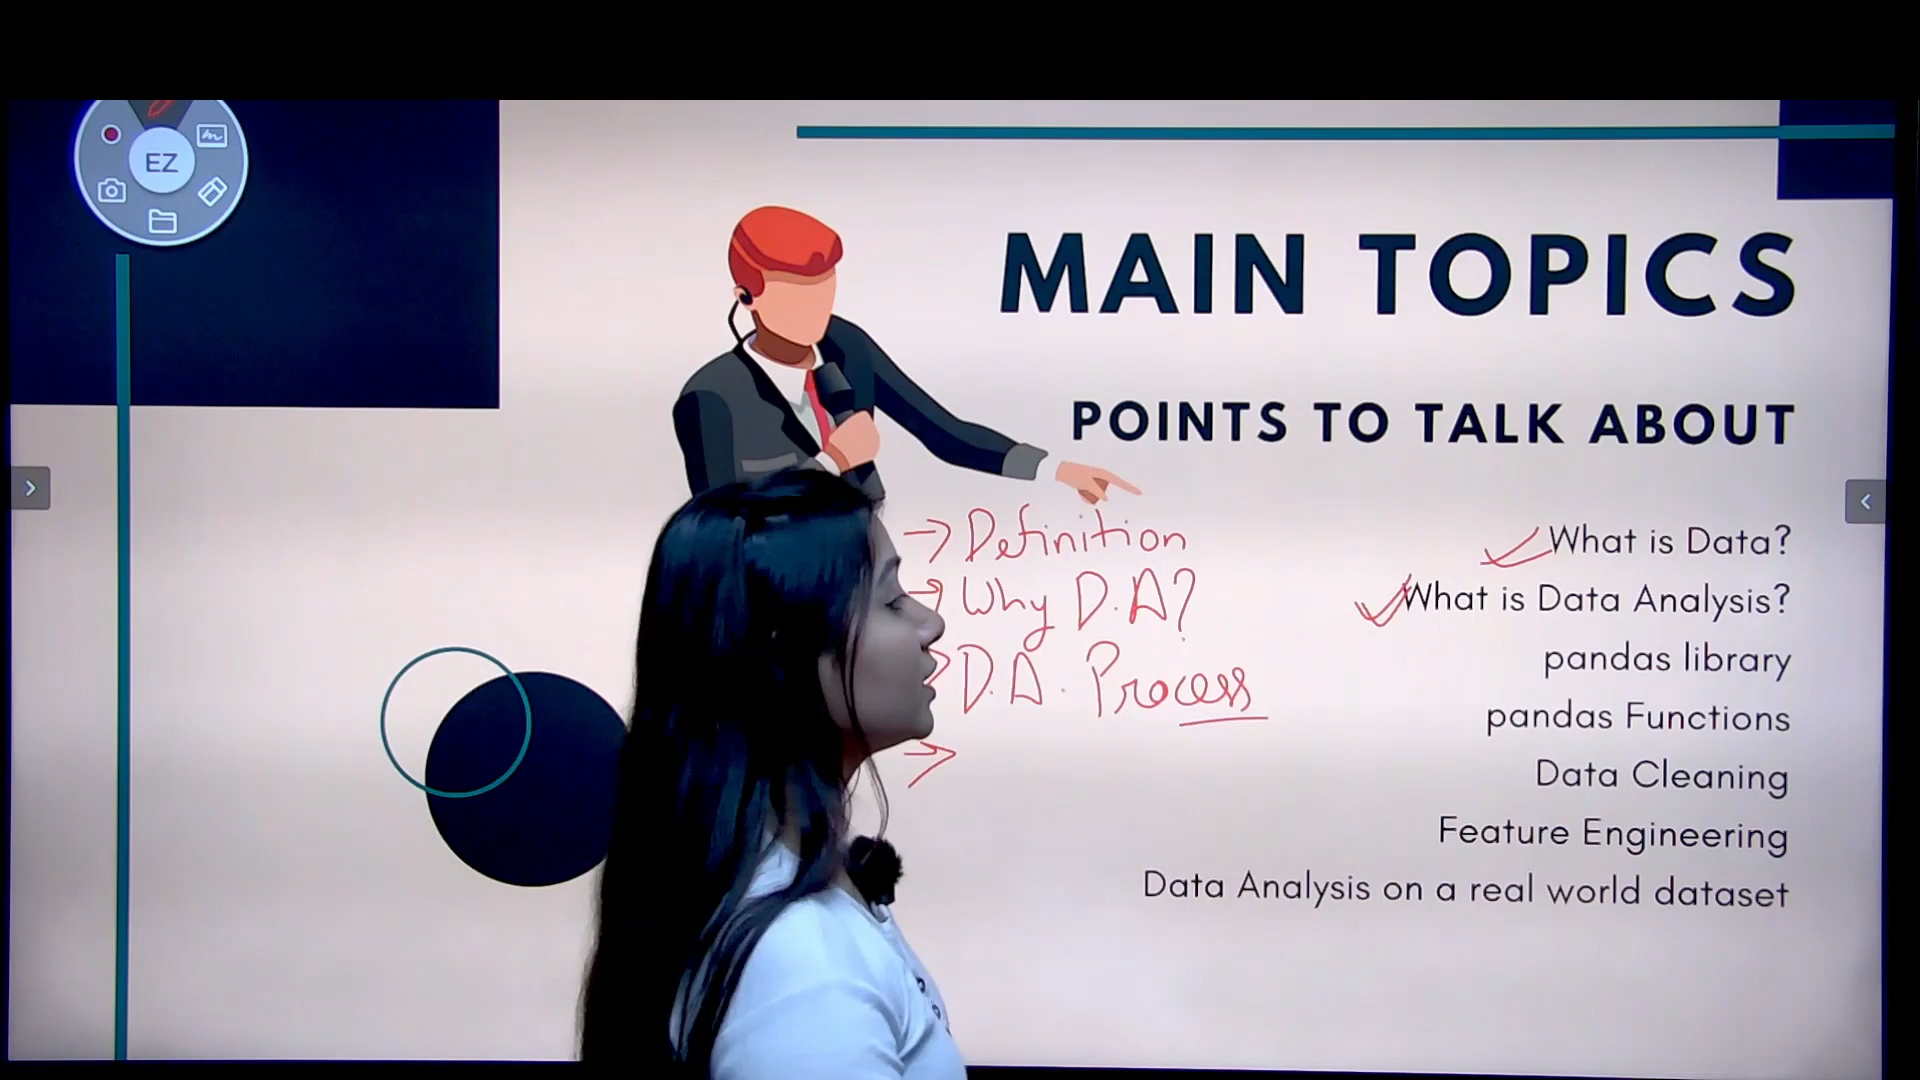 EZ
MAIN TOPICS
POINTS TO TALK ABOUT
→ Definition
→ Why D.A?
→ D.A. Process
→
What is Data?
What is Data Analysis?
pandas library
pandas Functions
Data Cleaning
Feature Engineering
Data Analysis on a real world dataset